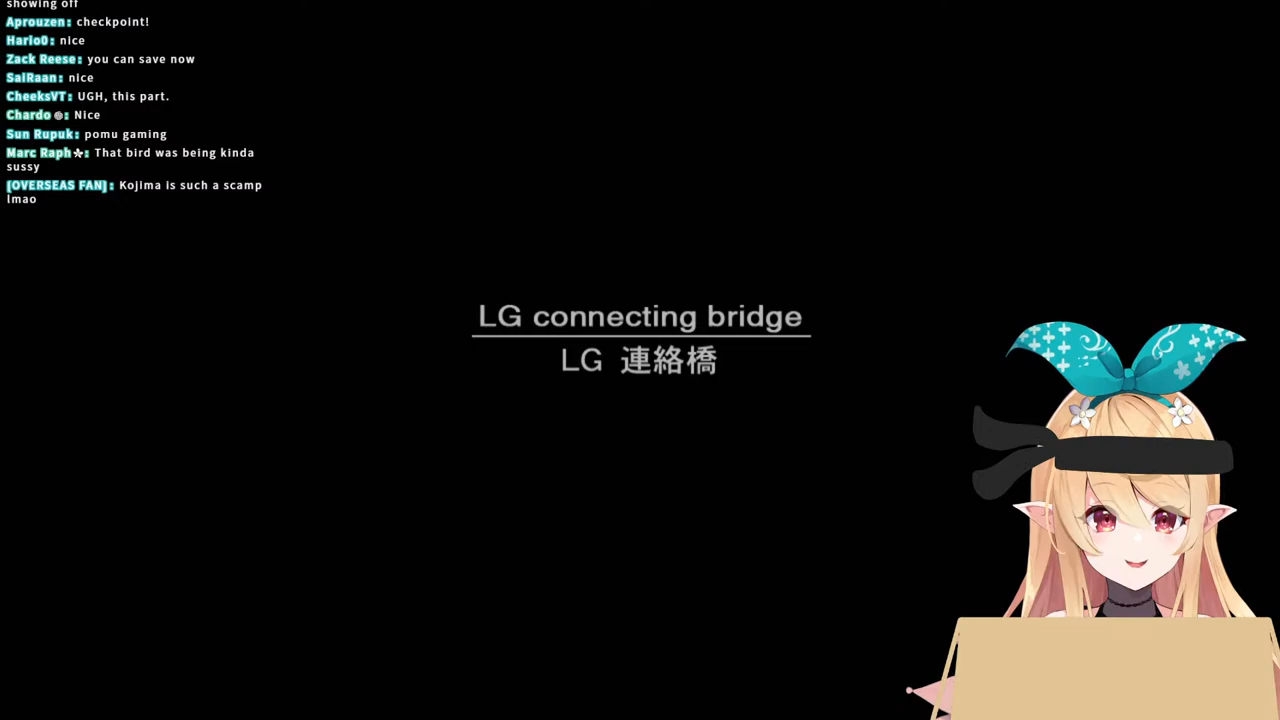 showing off
Aprouzen: checkpoint!
Hario0: nice
Zack Reese: you can save now
SaiRaan: nice
CheeksVT: UGH, this part.
Chardo: Nice
Sun Rupuk: pomu gaming
Marc Raph: That bird was being kinda
sussy
[OVERSEAS FAN]: Kojima is such a scamp
lmao
LG connecting bridge
LG 連絡橋